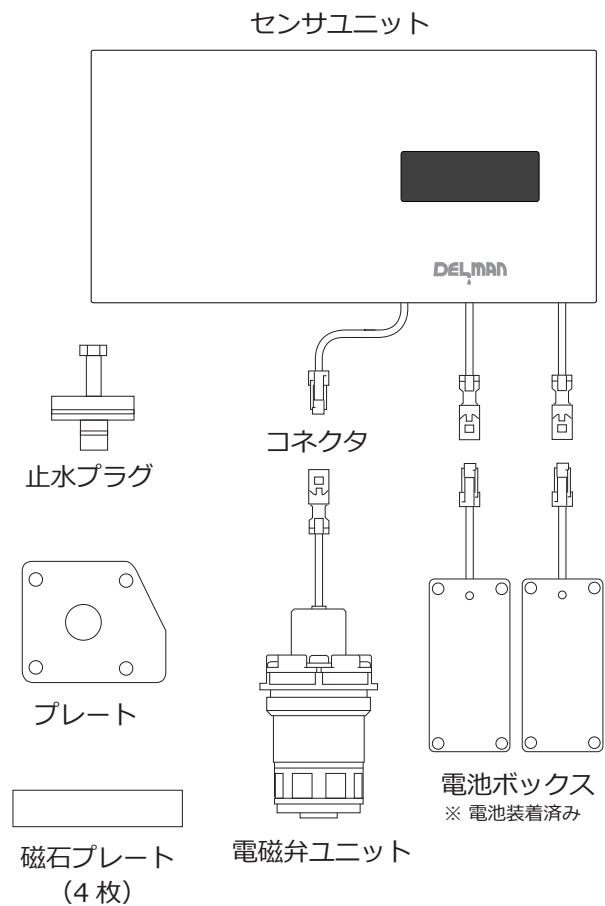 センサユニット
DELMAN
コネクタ
止水プラグ
プレート
電池ボックス
※ 電池装着済み
電磁弁ユニット
磁石プレート
（4 枚）